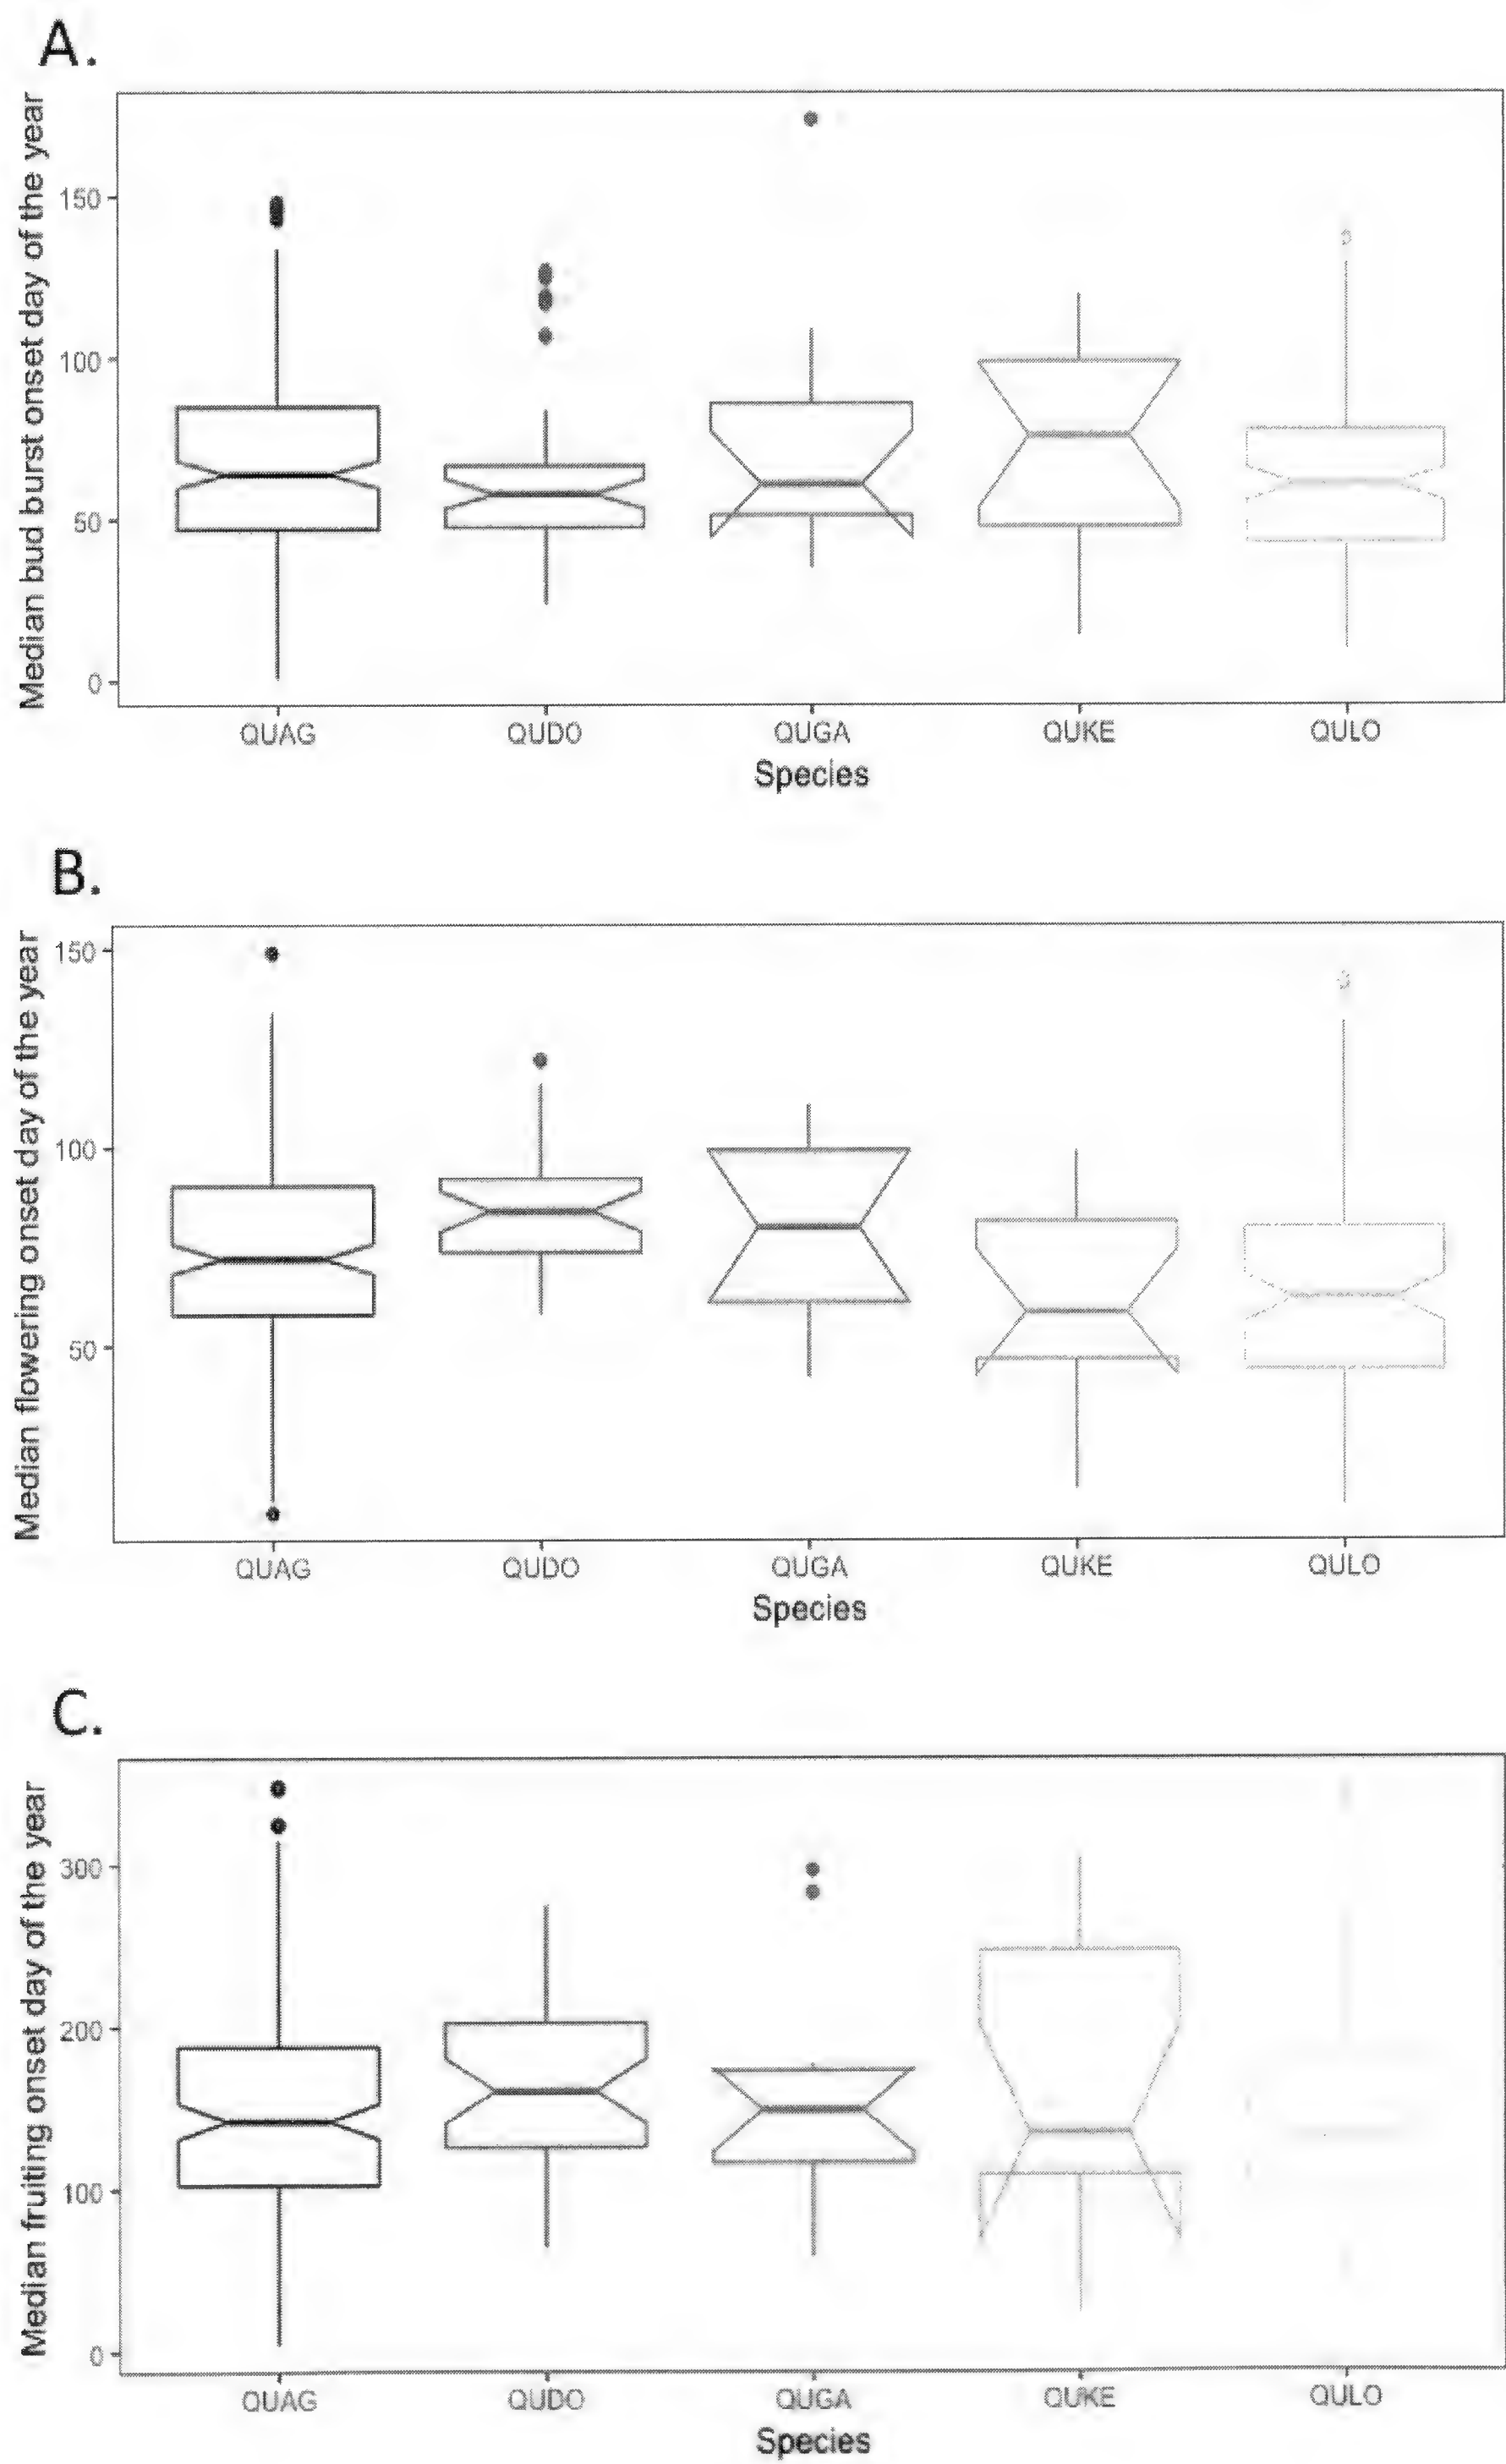 A.
Median bud burst onset day of the year
150
100
50
0
QUAG QUDO QUGA QUKE QULO
Species
B.
Median flowering onset day of the year
150
100
50
QUAG QUDO QUGA QUKE QULO
Species
C.
Median fruiting onset day of the year
300
200
100
0
QUAG QUDO QUGA QUKE QULO
Species